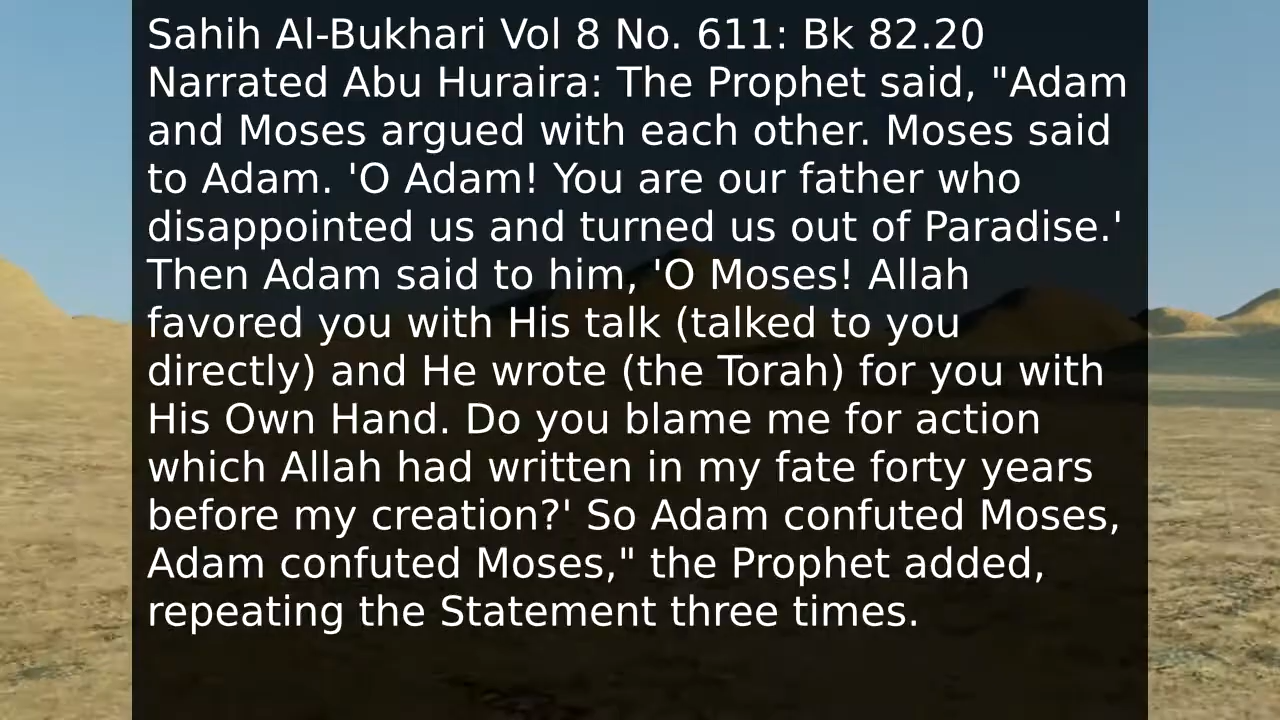 Sahih Al-Bukhari Vol 8 No. 611: Bk 82.20
Narrated Abu Huraira: The Prophet said, "Adam
and Moses argued with each other. Moses said
to Adam. 'O Adam! You are our father who
disappointed us and turned us out of Paradise.'
Then Adam said to him, 'O Moses! Allah
favored you with His talk (talked to you
directly) and He wrote (the Torah) for you with
His Own Hand. Do you blame me for action
which Allah had written in my fate forty years
before my creation?' So Adam confuted Moses,
Adam confuted Moses," the Prophet added,
repeating the Statement three times.